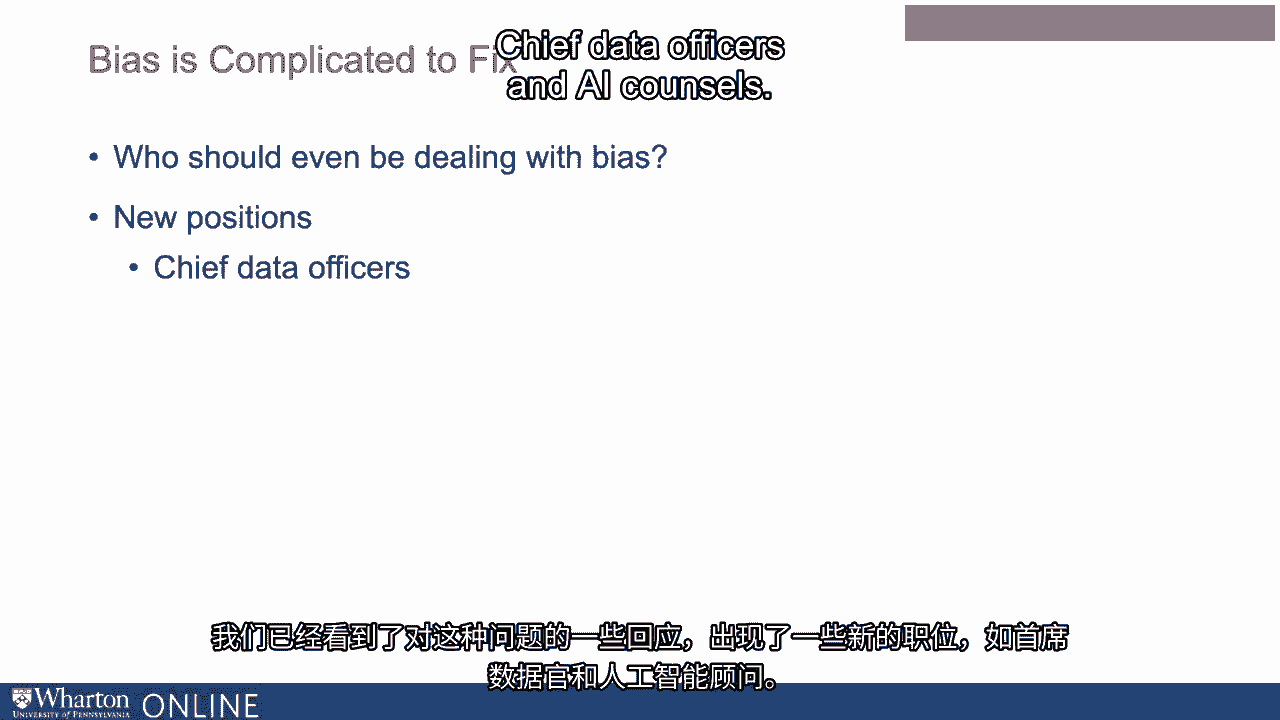 Bias is Complicated to Fix
Chief data officers
and AI counsels.
• Who should even be dealing with bias?
• New positions
• Chief data officers
我们已经看到了对这种问题的一些回应，出现了一些新的职位，如首席
数据官和人工智能顾问。
Wharton ONLINE
UNIVERSITY of PENNSYLVANIA